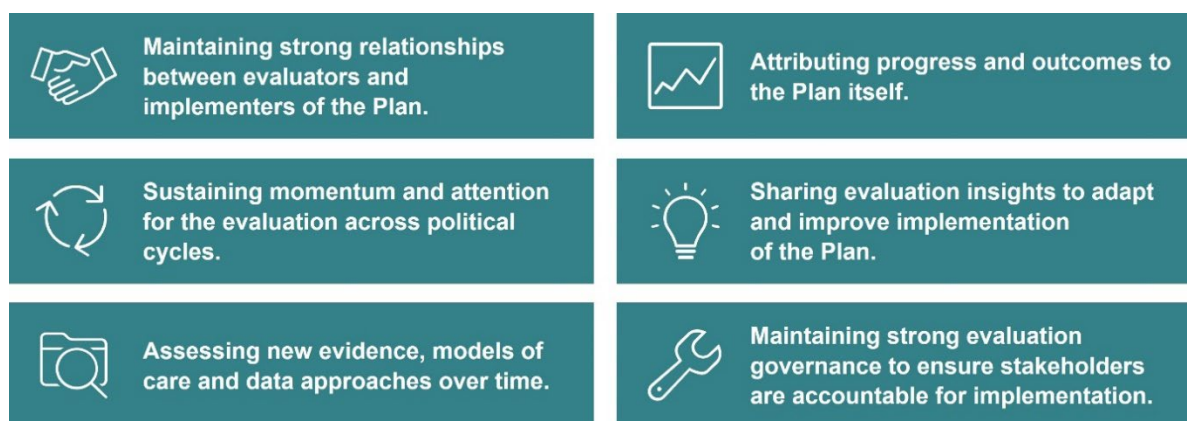 Maintaining strong relationships
between evaluators and
implementers of the Plan.
Attributing progress and outcomes to
the Plan itself.
Sustaining momentum and attention
for the evaluation across political
cycles.
Sharing evaluation insights to adapt
and improve implementation
of the Plan.
Assessing new evidence, models of
care and data approaches over time.
Maintaining strong evaluation
governance to ensure stakeholders
are accountable for implementation.